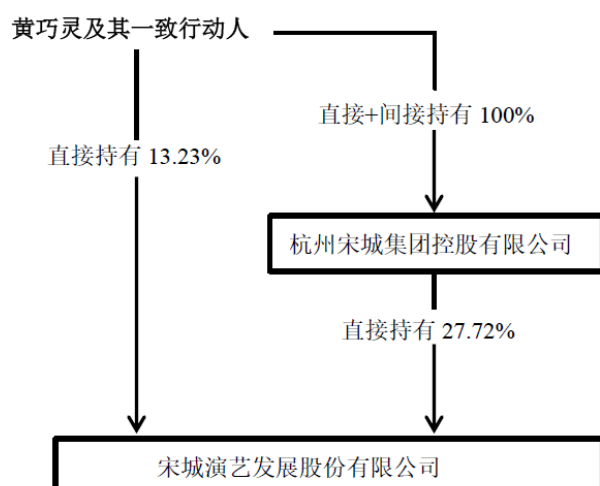 黄巧灵及其一致行动人
直接+间接持有 100%
直接持有 13.23%
杭州宋城集团控股有限公司
直接持有 27.72%
宋城演艺发展股份有限公司